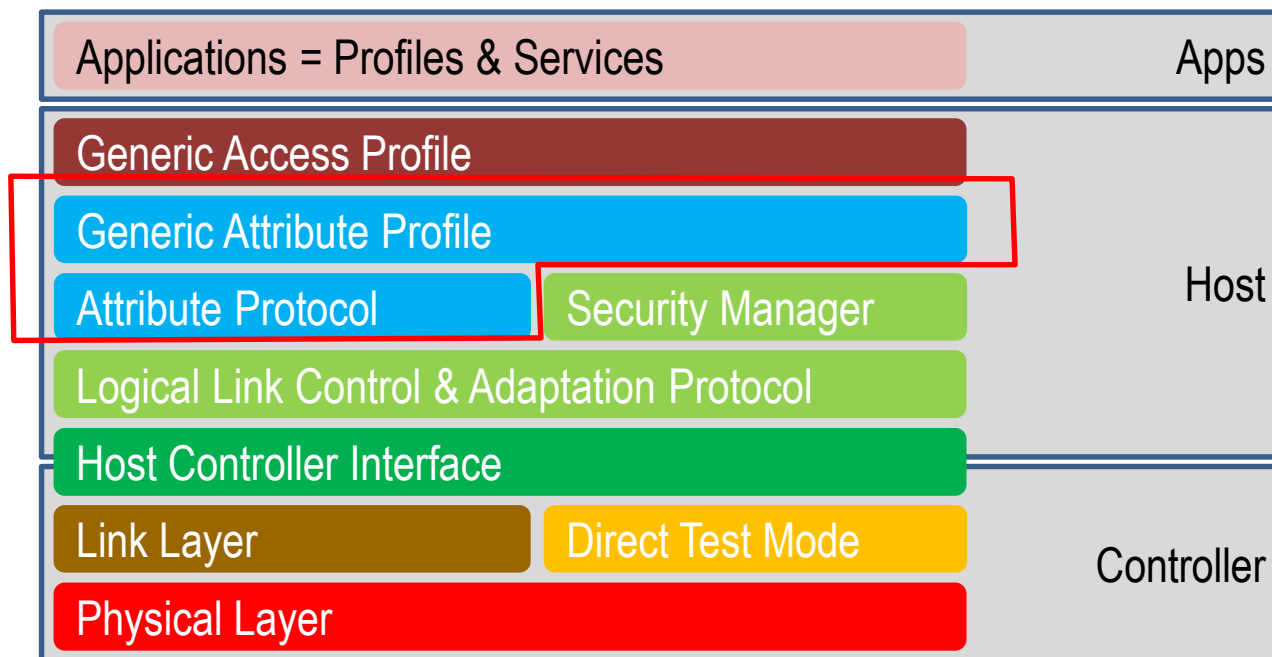 Applications = Profiles & Services
Apps
Generic Access Profile
Generic Attribute Profile
Attribute Protocol
Security Manager
Host
Logical Link Control & Adaptation Protocol
Host Controller Interface
Link Layer
Direct Test Mode
Controller
Physical Layer